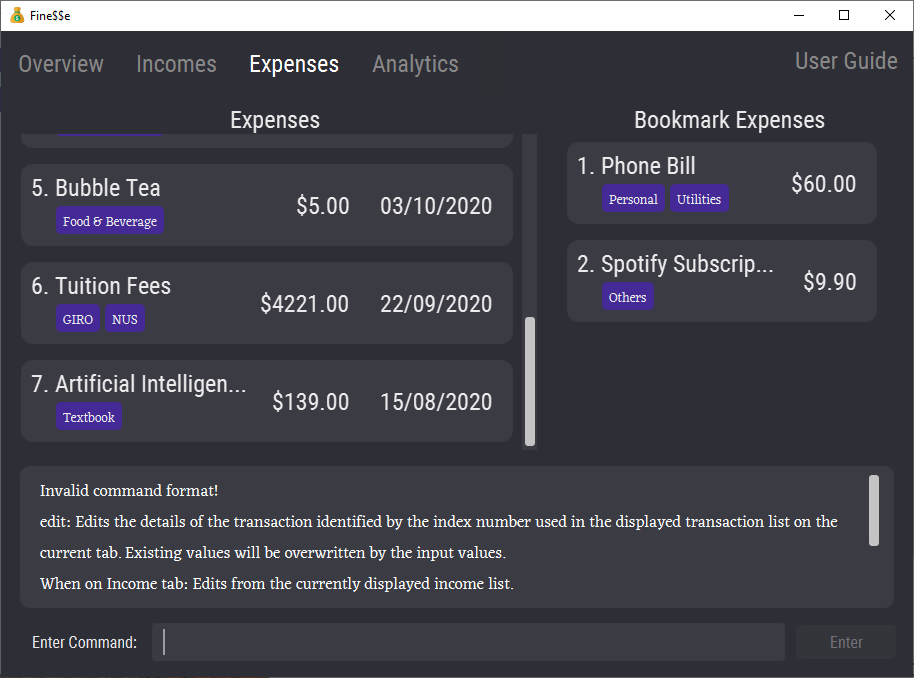 Fine$$e
Overview Incomes Expenses Analytics User Guide
Expenses
5. Bubble Tea
Food & Beverage
$5.00 03/10/2020
6. Tuition Fees
GIRO NUS
$4221.00 22/09/2020
7. Artificial Intelligen...
Textbook
$139.00 15/08/2020
Bookmark Expenses
1. Phone Bill
Personal Utilities
$60.00
2. Spotify Subscrip...
Others
$9.90
Invalid command format!
edit: Edits the details of the transaction identified by the index number used in the displayed transaction list on the
current tab. Existing values will be overwritten by the input values.
When on Income tab: Edits from the currently displayed income list.
Enter Command:
Enter